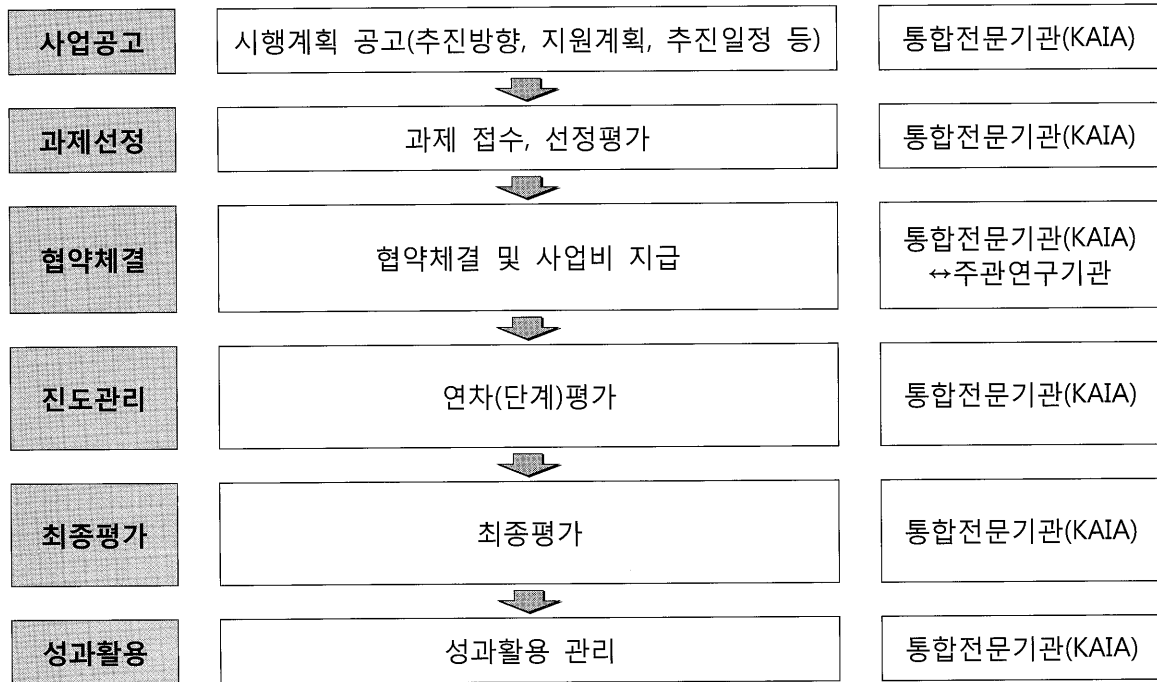 사업공고
시행계획 공고(추진방향, 지원계획, 추진일정 등)
통합전문기관(KAIA)
과제선정
과제 접수, 선정평가
통합전문기관(KAIA)
협약체결
협약체결 및 사업비 지급
통합전문기관(KAIA)
↔주관연구기관
진도관리
연차(단계)평가
통합전문기관(KAIA)
최종평가
최종평가
통합전문기관(KAIA)
성과활용
성과활용 관리
통합전문기관(KAIA)